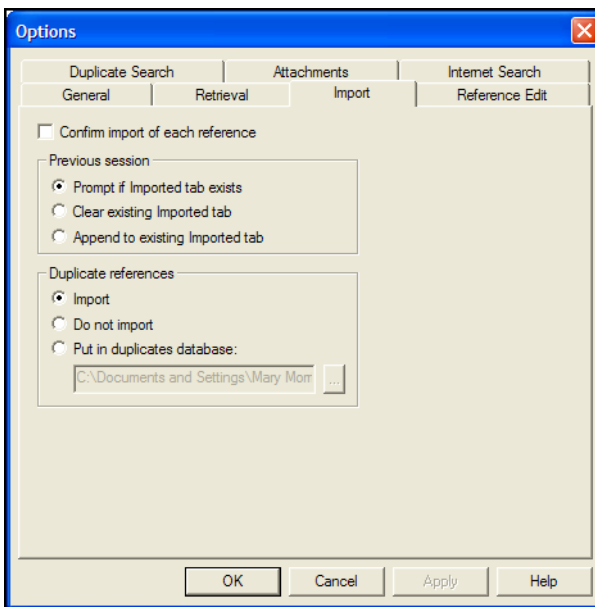 Options
Duplicate Search Attachments Internet Search
General Retrieval Import Reference Edit
Confirm import of each reference
Previous session
Prompt if Imported tab exists
Clear existing Imported tab
Append to existing Imported tab
Duplicate references
Import
Do not import
Put in duplicates database:
C:\Documents and Settings\Mary ...
OK Cancel Apply Help